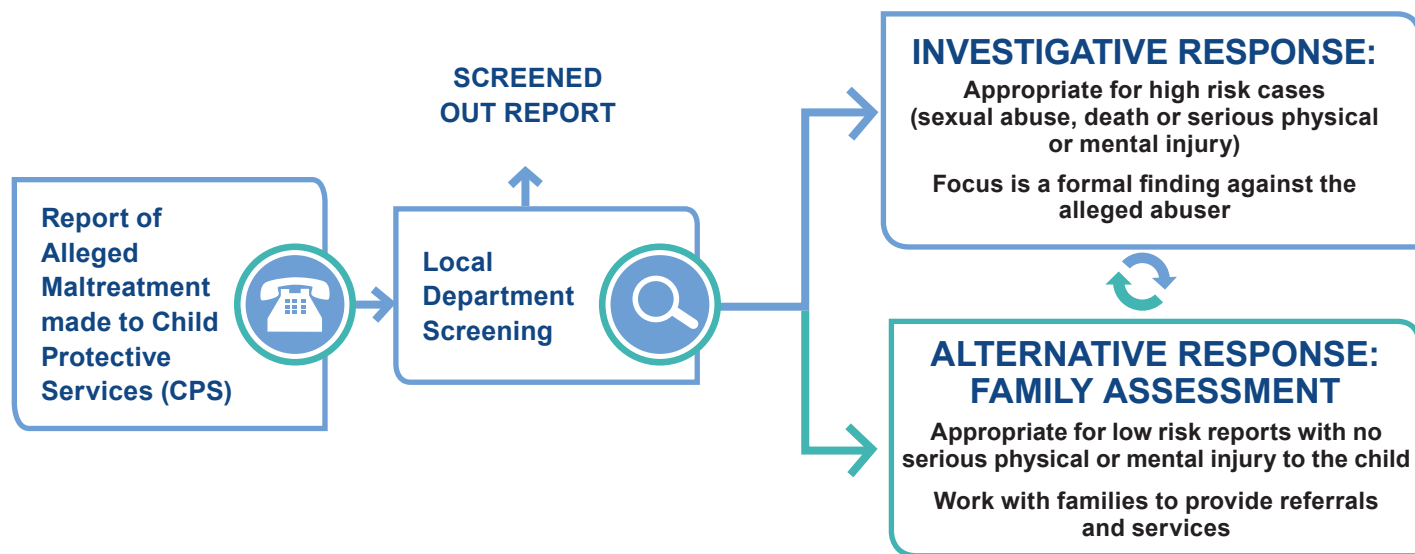 Report of
Alleged
Maltreatment
made to Child
Protective
Services (CPS)
SCREENED
OUT REPORT
Local
Department
Screening
INVESTIGATIVE RESPONSE:
Appropriate for high risk cases
(sexual abuse, death or serious physical
or mental injury)
Focus is a formal finding against the
alleged abuser
ALTERNATIVE RESPONSE:
FAMILY ASSESSMENT
Appropriate for low risk reports with no
serious physical or mental injury to the child
Work with families to provide referrals
and services